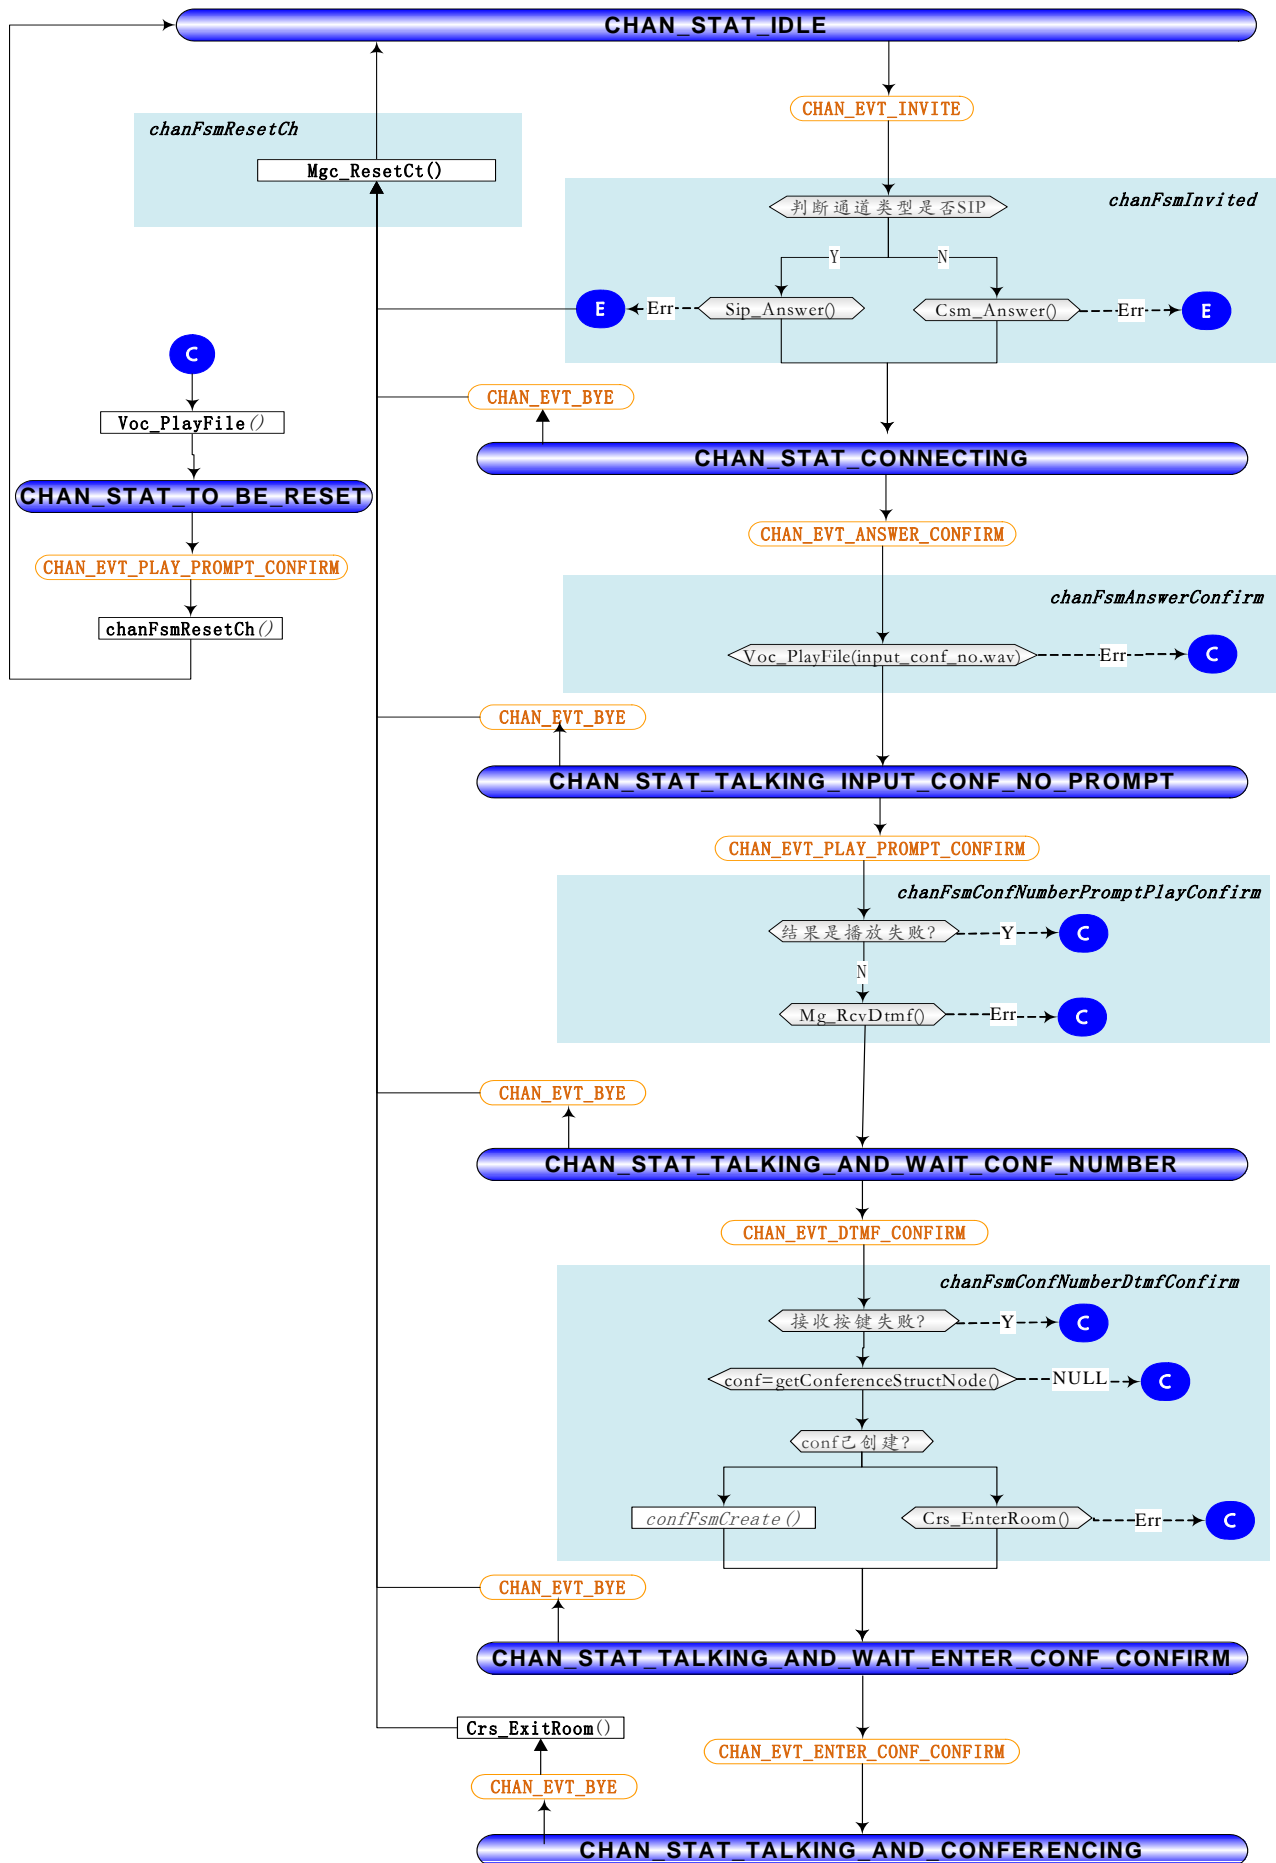 CHAN_STAT_IDLE
CHAN_EVT_INVITE
chanFsmResetCh
Mgc_ResetCt()
chanFsmInvited
判断通道类型是否SIP
Y
N
E
Err
Sip_Answer()
Csm_Answer()
Err
E
C
CHAN_EVT_BYE
Voc_PlayFile()
CHAN_STAT_CONNECTING
CHAN_STAT_TO_BE_RESET
CHAN_EVT_ANSWER_CONFIRM
CHAN_EVT_PLAY_PROMPT_CONFIRM
chanFsmAnswerConfirm
chanFsmResetCh()
Voc_PlayFile(input_conf_no.wav)
Err
C
CHAN_EVT_BYE
CHAN_STAT_TALKING_INPUT_CONF_NO_PROMPT
CHAN_EVT_PLAY_PROMPT_CONFIRM
chanFsmConfNumberPromptPlayConfirm
结果是播放失败?
Y
C
N
Mg_RcvDtmf()
Err
C
CHAN_EVT_BYE
CHAN_STAT_TALKING_AND_WAIT_CONF_NUMBER
CHAN_EVT_DTMF_CONFIRM
chanFsmConfNumberDtmfConfirm
接收按键失败?
Y
C
conf=getConferenceStructNode()
NULL
C
conf已创建?
confFsmCreate()
Crs_EnterRoom()
Err
C
CHAN_EVT_BYE
CHAN_STAT_TALKING_AND_WAIT_ENTER_CONF_CONFIRM
Crs_ExitRoom()
CHAN_EVT_ENTER_CONF_CONFIRM
CHAN_EVT_BYE
CHAN_STAT_TALKING_AND_CONFERENCING